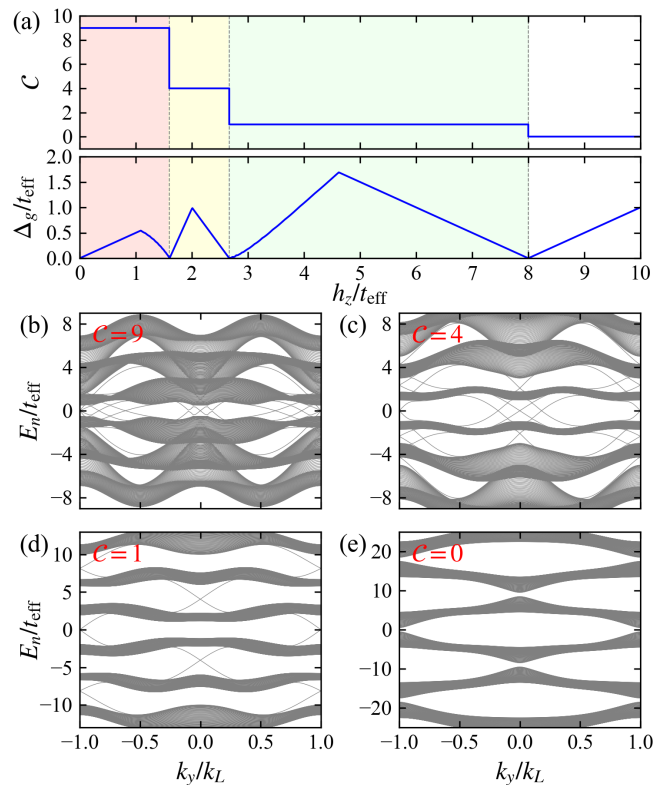 (a)
8
6
4
2
0
𝒞
2.0
1.5
1.0
0.5
0.0
Δg/teff
0 1 2 3 4 5 6 7 8 9 10
hz/teff
(b) 𝒞=9
(c) 𝒞=4
8
4
0
−4
−8
En/teff
8
4
0
−4
−8
(d) 𝒞=1
(e) 𝒞=0
10
5
0
−5
−10
En/teff
20
10
0
−10
−20
−1.0 −0.5 0.0 0.5 1.0
−1.0 −0.5 0.0 0.5 1.0
ky/kL
ky/kL